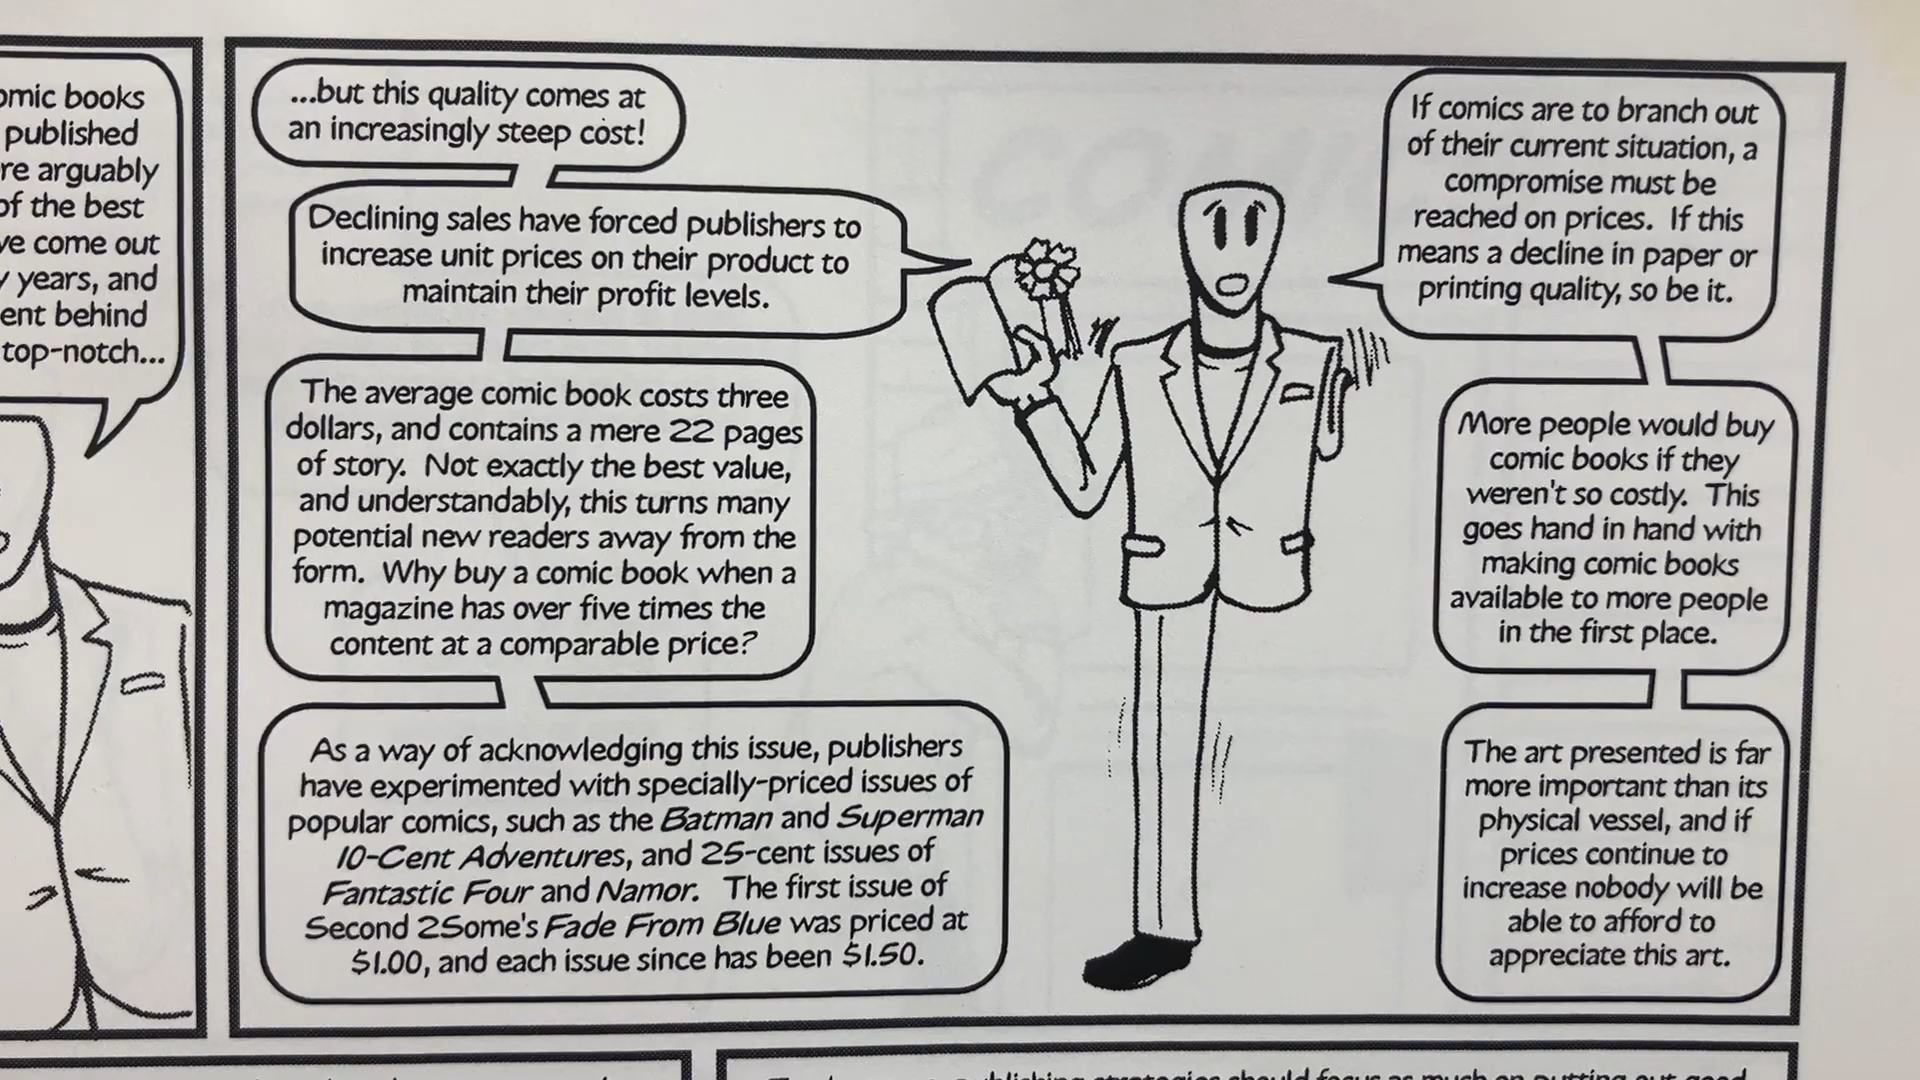 omic books
published
re arguably
of the best
ve come out
y years, and
ent behind
top-notch...
...but this quality comes at
an increasingly steep cost!
Declining sales have forced publishers to
increase unit prices on their product to
maintain their profit levels.
The average comic book costs three
dollars, and contains a mere 22 pages
of story. Not exactly the best value,
and understandably, this turns many
potential new readers away from the
form. Why buy a comic book when a
magazine has over five times the
content at a comparable price?
As a way of acknowledging this issue, publishers
have experimented with specially-priced issues of
popular comics, such as the Batman and Superman
10-Cent Adventures, and 25-cent issues of
Fantastic Four and Namor. The first issue of
Second 2Some's Fade From Blue was priced at
$1.00, and each issue since has been $1.50.
If comics are to branch out
of their current situation, a
compromise must be
reached on prices. If this
means a decline in paper or
printing quality, so be it.
More people would buy
comic books if they
weren't so costly. This
goes hand in hand with
making comic books
available to more people
in the first place.
The art presented is far
more important than its
physical vessel, and if
prices continue to
increase nobody will be
able to afford to
appreciate this art.
publishing strategies should focus as much on putting out good